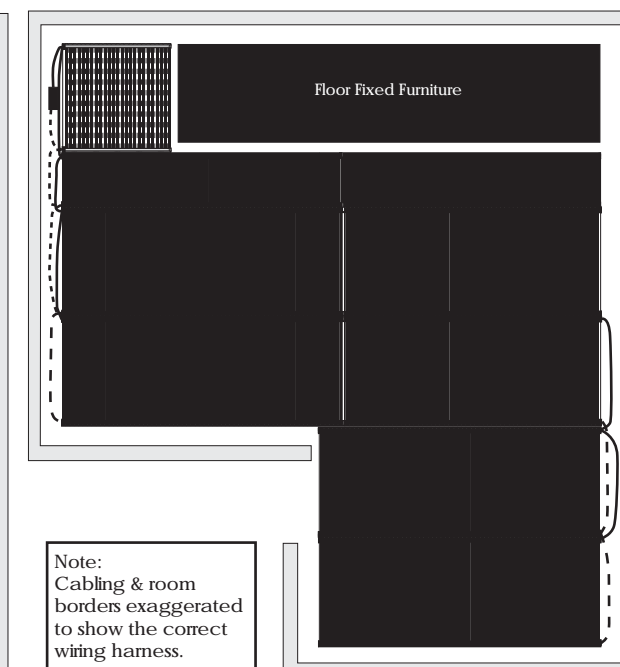 Floor Fixed Furniture
Note:
Cabling & room
borders exaggerated
to show the correct
wiring harness.